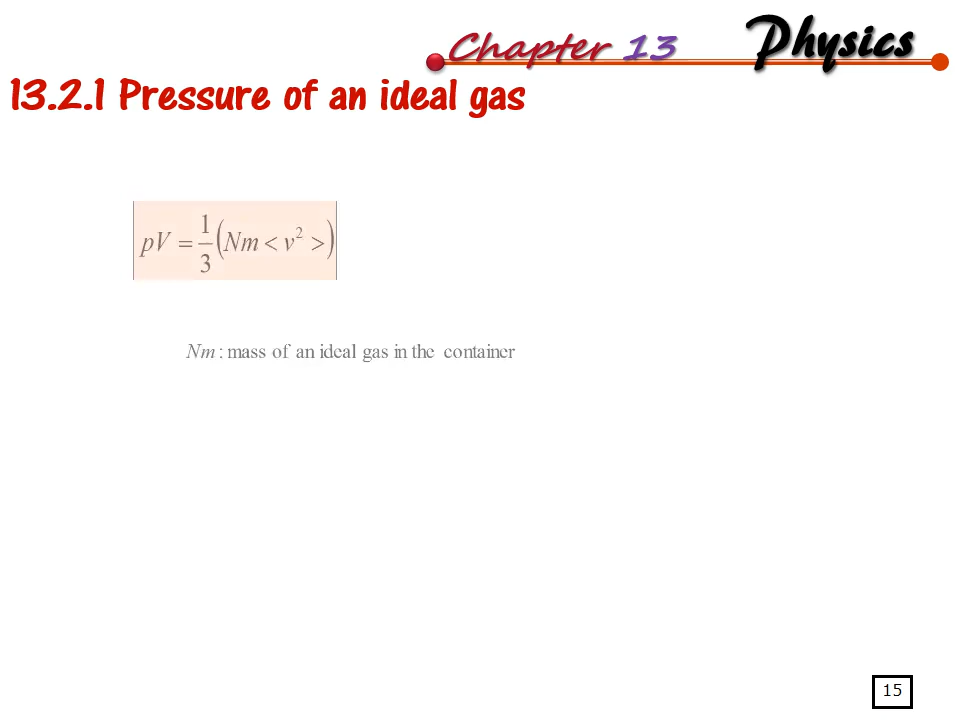 Chapter 13 Physics
13.2.1 Pressure of an ideal gas
pV = 1/3 (Nm < v² >)
Nm : mass of an ideal gas in the container
15